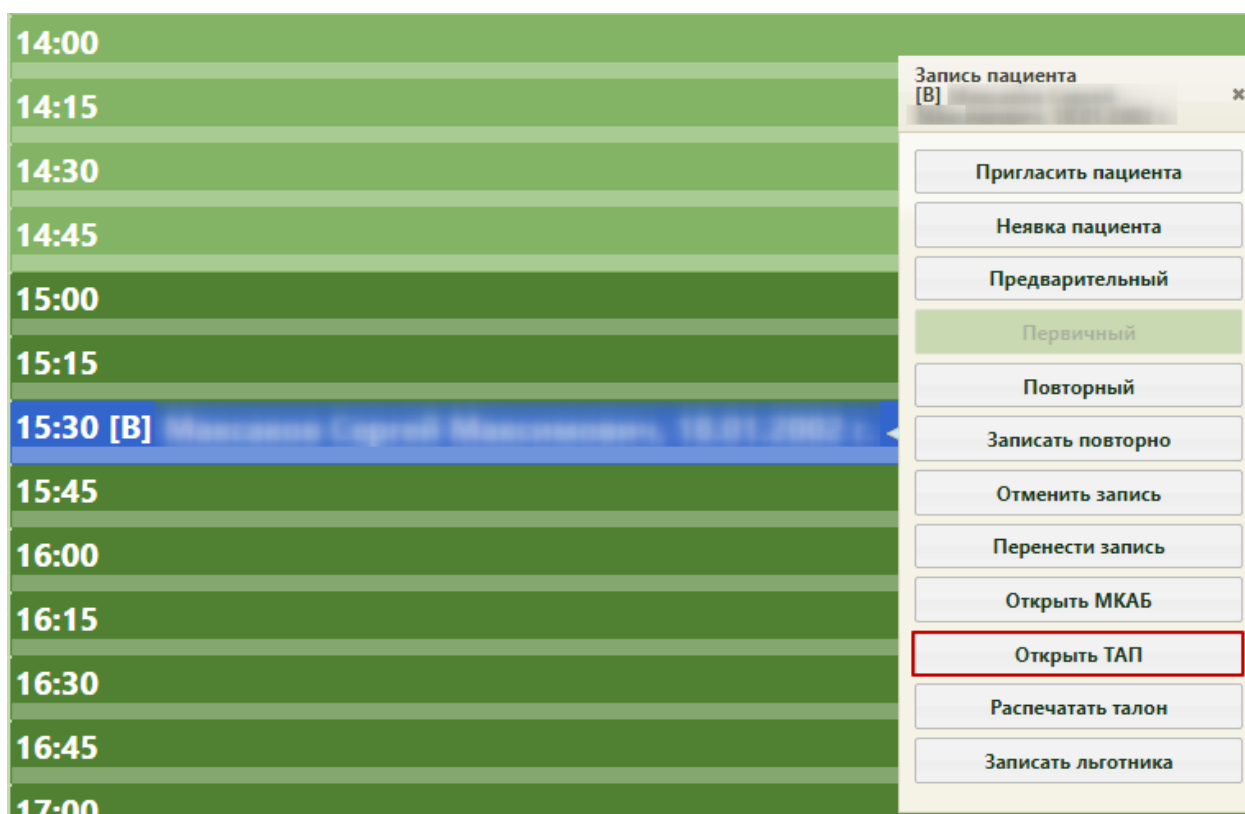 14:00
14:15
14:30
14:45
15:00
15:15
15:30 [В]
15:45
16:00
16:15
16:30
16:45
17:00
Запись пациента
[В]
Пригласить пациента
Неявка пациента
Предварительный
Первичный
Повторный
Записать повторно
Отменить запись
Перенести запись
Открыть МКАБ
Открыть ТАП
Распечатать талон
Записать льготника